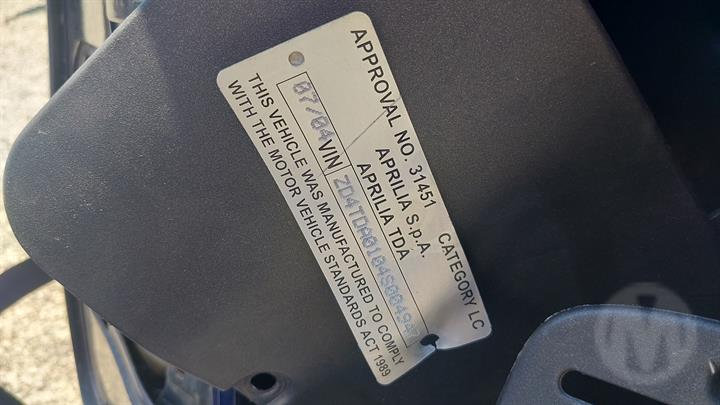 APPROVAL NO. 31451 CATEGORY LC
APRILIA S.p.A.
APRILIA TDA
07/04 VIN
THIS VEHICLE WAS MANUFACTURED TO COMPLY
WITH THE MOTOR VEHICLE STANDARDS ACT 1989